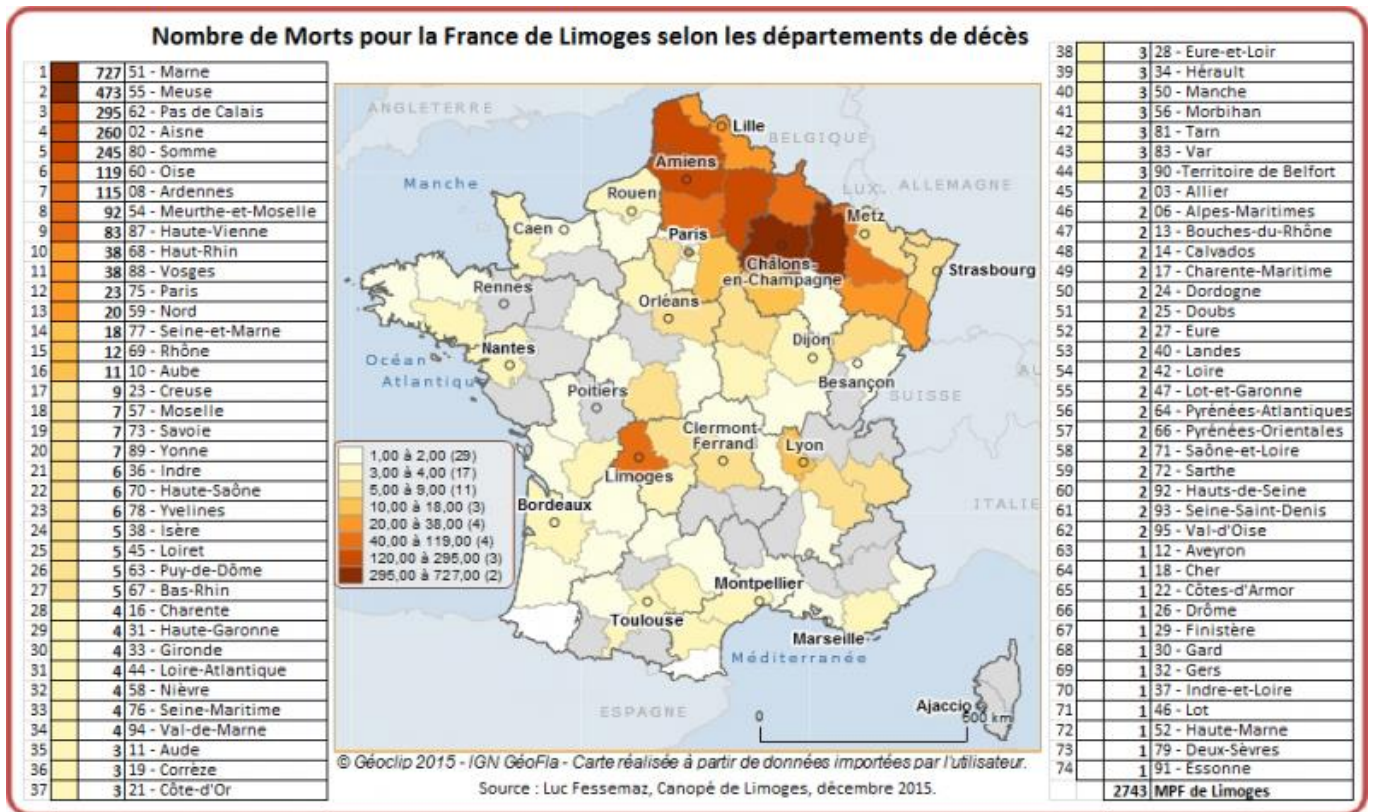 Nombre de Morts pour la France de Limoges selon les départements de décès
1 727 51 - Marne
2 473 55 - Meuse
3 295 62 - Pas de Calais
4 260 02 - Aisne
5 245 80 - Somme
6 119 60 - Oise
7 115 08 - Ardennes
8 92 54 - Meurthe-et-Moselle
9 83 87 - Haute-Vienne
10 38 68 - Haut-Rhin
11 38 88 - Vosges
12 23 75 - Paris
13 20 59 - Nord
14 18 77 - Seine-et-Marne
15 12 69 - Rhône
16 11 10 - Aube
17 9 23 - Creuse
18 7 57 - Moselle
19 7 73 - Savoie
20 7 89 - Yonne
21 6 36 - Indre
22 6 70 - Haute-Saône
23 6 78 - Yvelines
24 5 38 - Isère
25 5 45 - Loiret
26 5 63 - Puy-de-Dôme
27 5 67 - Bas-Rhin
28 4 16 - Charente
29 4 31 - Haute-Garonne
30 4 33 - Gironde
31 4 44 - Loire-Atlantique
32 4 58 - Nièvre
33 4 76 - Seine-Maritime
34 4 94 - Val-de-Marne
35 3 11 - Aude
36 3 19 - Corrèze
37 3 21 - Côte-d'Or
ANGLETERRE
Lille
BELGIQUE
Amiens
Manche
LUX.
ALLEMAGNE
Rouen
Metz
Caen
Paris
Châlons-
en-Champagne
Strasbourg
Rennes
Orléans
Nantes
Dijon
Océan
Atlantique
Besançon
SUISSE
Poitiers
Clermont-
Ferrand
Lyon
Limoges
1,00 à 2,00 (29)
3,00 à 4,00 (17)
5,00 à 9,00 (11)
10,00 à 18,00 (3)
20,00 à 38,00 (4)
40,00 à 119,00 (4)
120,00 à 295,00 (3)
295,00 à 727,00 (2)
Bordeaux
ITALIE
Montpellier
Toulouse
Marseille
Méditerranée
ESPAGNE
Ajaccio
0
500 km
© Géoclip 2015 - IGN GéoFla - Carte réalisée à partir de données importées par l'utilisateur.
Source : Luc Fessemaz, Canopé de Limoges, décembre 2015.
38 3 28 - Eure-et-Loir
39 3 34 - Hérault
40 3 50 - Manche
41 3 56 - Morbihan
42 3 81 - Tarn
43 3 83 - Var
44 3 90 -Territoire de Belfort
45 2 03 - Allier
46 2 06 - Alpes-Maritimes
47 2 13 - Bouches-du-Rhône
48 2 14 - Calvados
49 2 17 - Charente-Maritime
50 2 24 - Dordogne
51 2 25 - Doubs
52 2 27 - Eure
53 2 40 - Landes
54 2 42 - Loire
55 2 47 - Lot-et-Garonne
56 2 64 - Pyrénées-Atlantiques
57 2 66 - Pyrénées-Orientales
58 2 71 - Saône-et-Loire
59 2 72 - Sarthe
60 2 92 - Hauts-de-Seine
61 2 93 - Seine-Saint-Denis
62 2 95 - Val-d'Oise
63 1 12 - Aveyron
64 1 18 - Cher
65 1 22 - Côtes-d'Armor
66 1 26 - Drôme
67 1 29 - Finistère
68 1 30 - Gard
69 1 32 - Gers
70 1 37 - Indre-et-Loire
71 1 46 - Lot
72 1 52 - Haute-Marne
73 1 79 - Deux-Sèvres
74 1 91 - Essonne
2743 MPF de Limoges